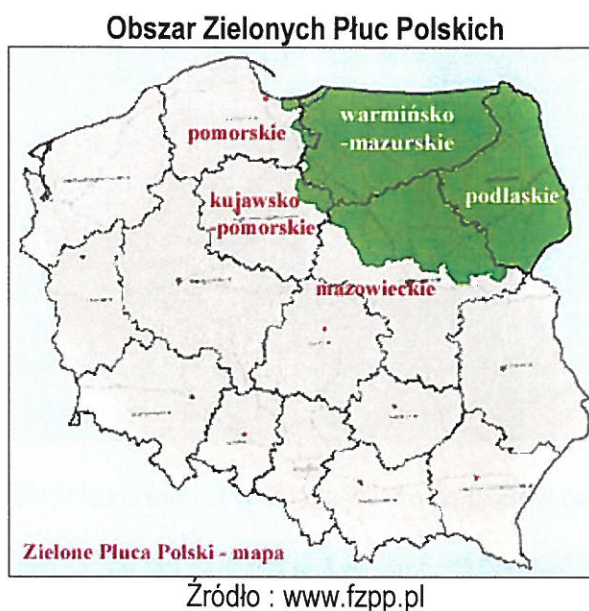 Obszar Zielonych Płuc Polskich
pomorskie
warmińsko
-mazurskie
kujawsko
-pomorskie
podlaskie
mazowieckie
Zielone Płuca Polski - mapa
Źródło : www.fzpp.pl